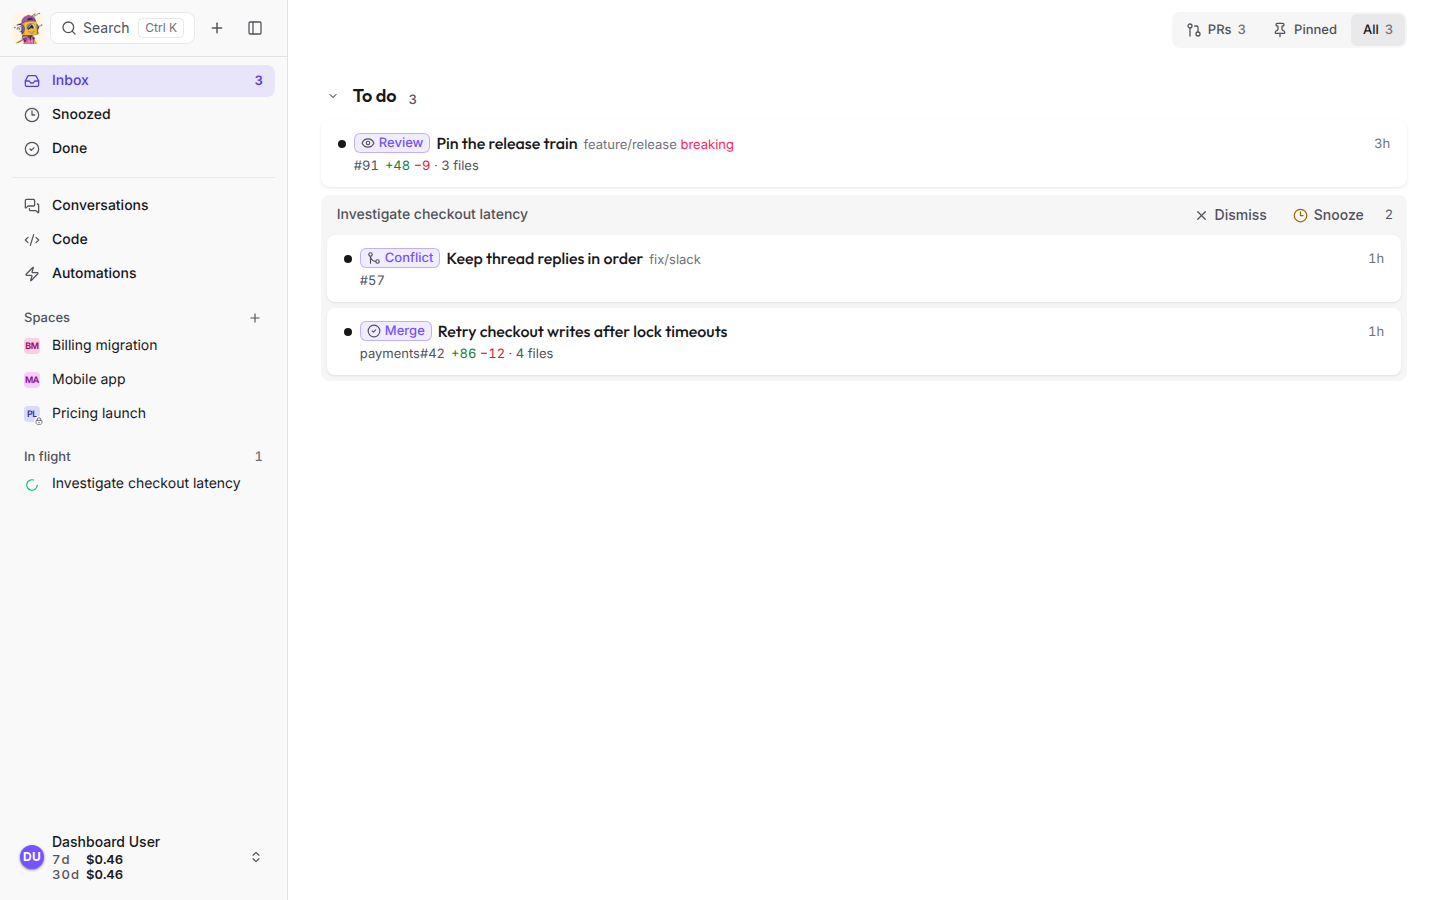 Search Ctrl K
Inbox 3
Snoozed
Done
Conversations
Code
Automations
Spaces
BM Billing migration
MA Mobile app
PL Pricing launch
In flight 1
Investigate checkout latency
DU Dashboard User
7d $0.46
30d $0.46
PRs 3 Pinned All 3
To do 3
Review Pin the release train feature/release breaking 3h
#91 +48 −9 · 3 files
Investigate checkout latency Dismiss Snooze 2
Conflict Keep thread replies in order fix/slack 1h
#57
Merge Retry checkout writes after lock timeouts 1h
payments#42 +86 −12 · 4 files